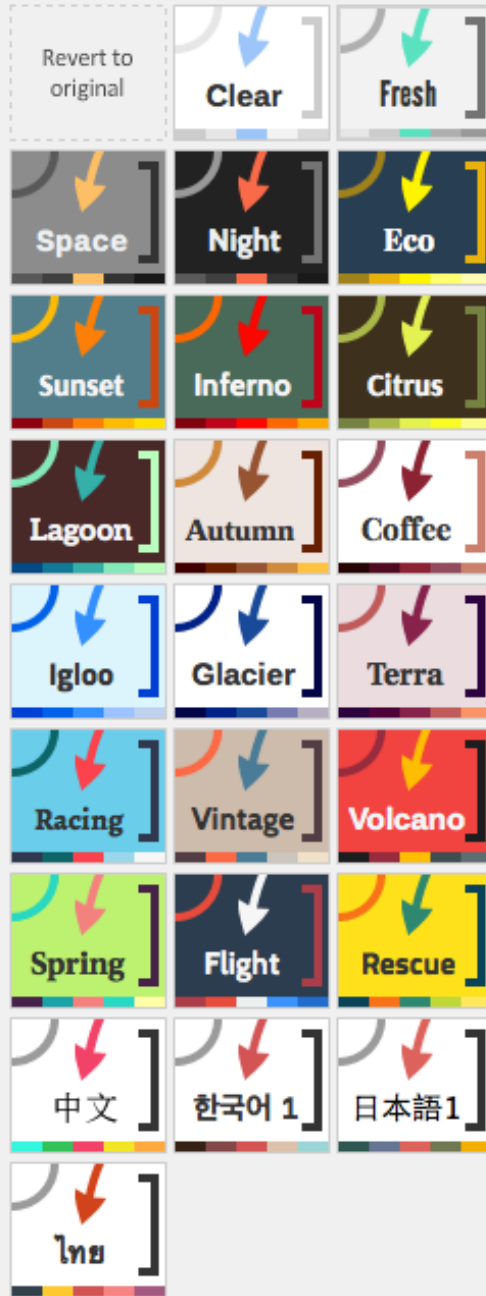 Revert to
original
Clear
Fresh
Space
Night
Eco
Sunset
Inferno
Citrus
Lagoon
Autumn
Coffee
Igloo
Glacier
Terra
Racing
Vintage
Volcano
Spring
Flight
Rescue
中文
한국어 1
日本語1
ไทย